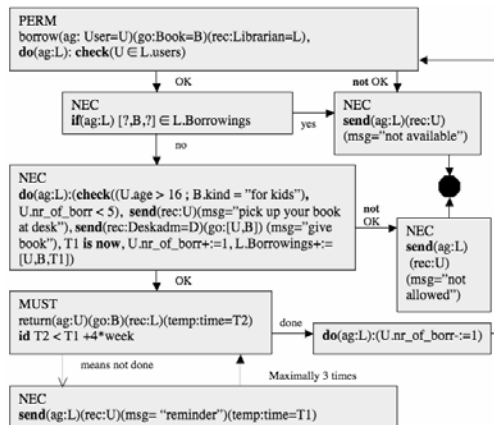 PERM
borrow(ag: User=U)(go:Book=B)(rec:Librarian=L),
do(ag:L): check(U ∈ L.users)
OK
not OK
NEC
if(ag:L) [?,B,?] ∈ L.Borrowings
yes
NEC
send(ag:L)(rec:U)
(msg="not available")
no
NEC
do(ag:L):(check((U.age > 16 ; B.kind = "for kids"),
U.nr_of_borr < 5), send(rec:U)(msg="pick up your book
at desk"), send(rec:Deskadm=D)(go:[U,B]) (msg="give
book"), T1 is now, U.nr_of_borr+:=1, L.Borrowings+:=
[U,B,T1])
not
OK
NEC
send(ag:L)
(rec:U)
(msg="not
allowed")
OK
MUST
return(ag:U)(go:B)(rec:L)(temp:time=T2)
id T2 < T1 +4*week
done
do(ag:L):(U.nr_of_borr-:=1)
means not done
Maximally 3 times
NEC
send(ag:L)(rec:U)(msg= "reminder")(temp:time=T1)